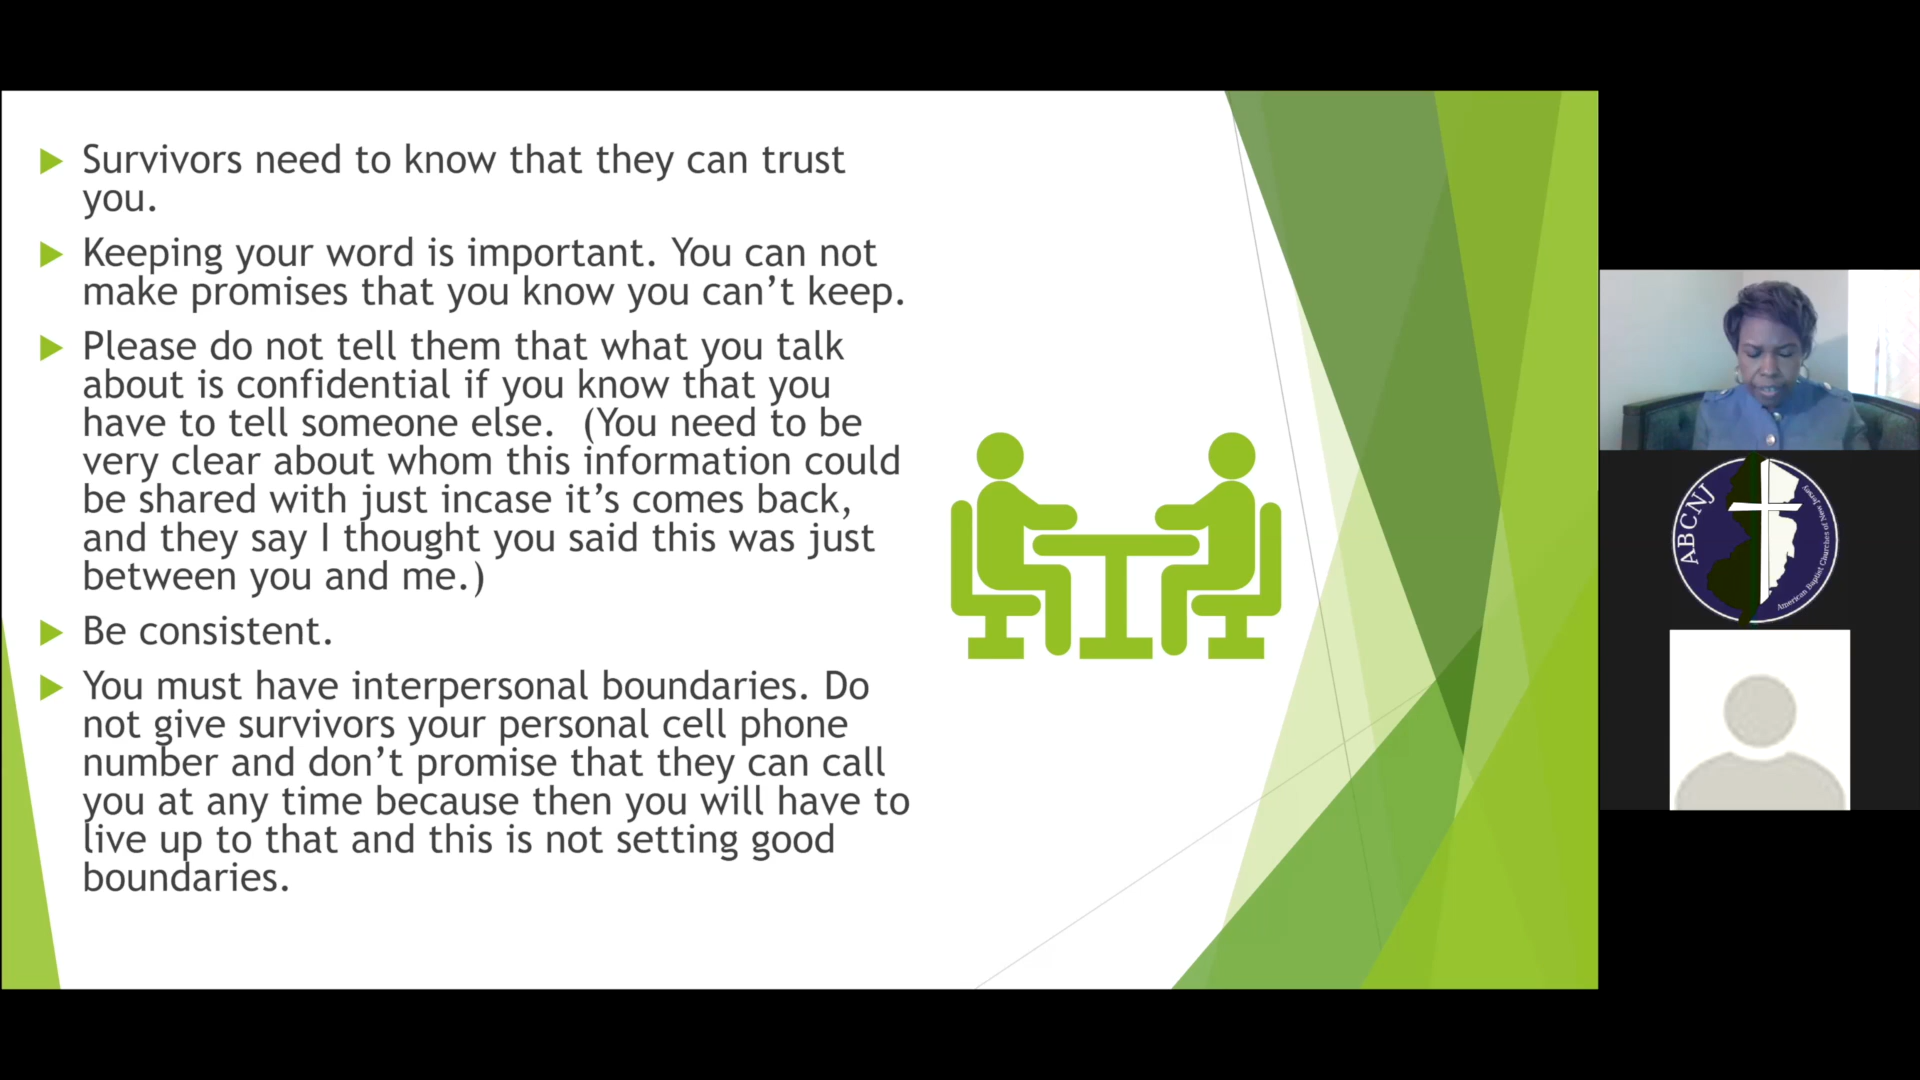 Survivors need to know that they can trust
you.
Keeping your word is important. You can not
make promises that you know you can’t keep.
Please do not tell them that what you talk
about is confidential if you know that you
have to tell someone else. (You need to be
very clear about whom this information could
be shared with just incase it’s comes back,
and they say I thought you said this was just
between you and me.)
Be consistent.
You must have interpersonal boundaries. Do
not give survivors your personal cell phone
number and don’t promise that they can call
you at any time because then you will have to
live up to that and this is not setting good
boundaries.
ABCNJ
American Baptist Churches of New Jersey